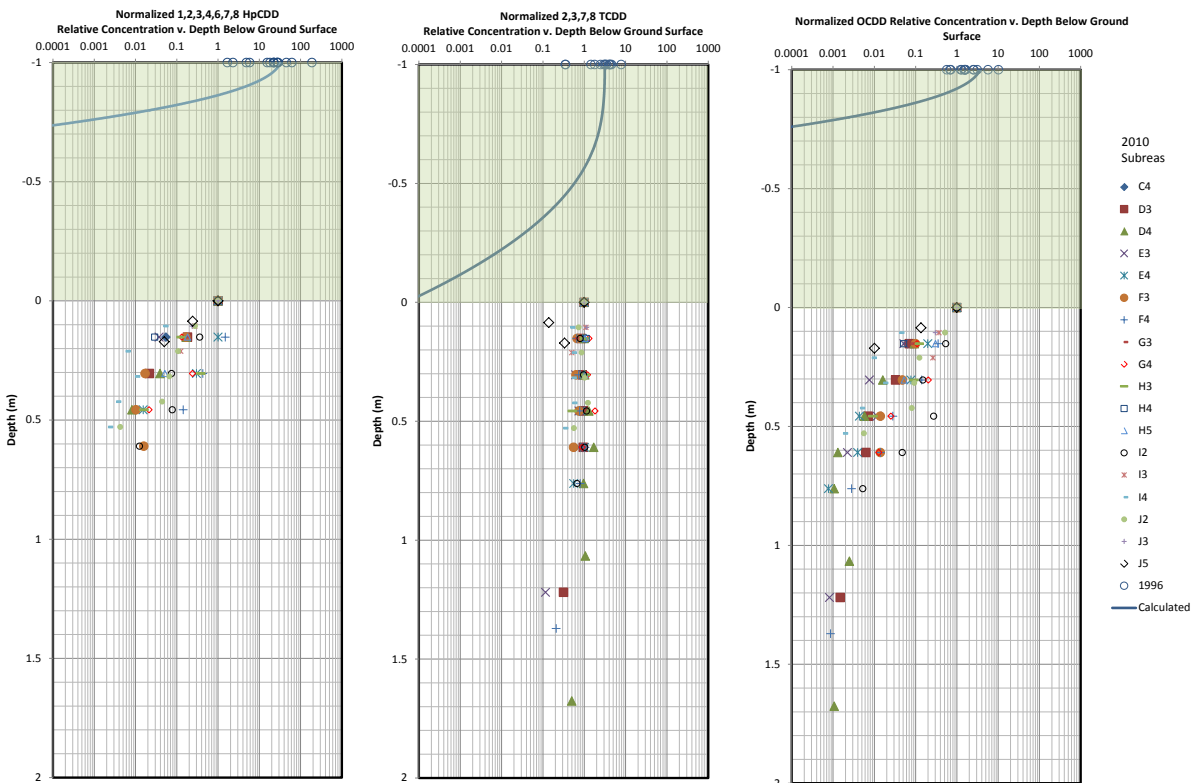 Normalized 1,2,3,4,6,7,8 HpCDD
Relative Concentration v. Depth Below Ground Surface
0.0001 0.001 0.01 0.1 1 10 100 1000
-1
-0.5
0
0.5
1
1.5
2
Depth (m)
Normalized 2,3,7,8 TCDD
Relative Concentration v. Depth Below Ground Surface
0.0001 0.001 0.01 0.1 1 10 100 1000
-1
-0.5
0
0.5
1
1.5
2
Depth (m)
Normalized OCDD Relative Concentration v. Depth Below Ground
Surface
0.0001 0.001 0.01 0.1 1 10 100 1000
-1
-0.5
0
0.5
1
1.5
2
Depth (m)
2010
Subreas
C4
D3
D4
E3
E4
F3
F4
G3
G4
H3
H4
H5
I2
I3
I4
J2
J3
J5
1996
Calculated